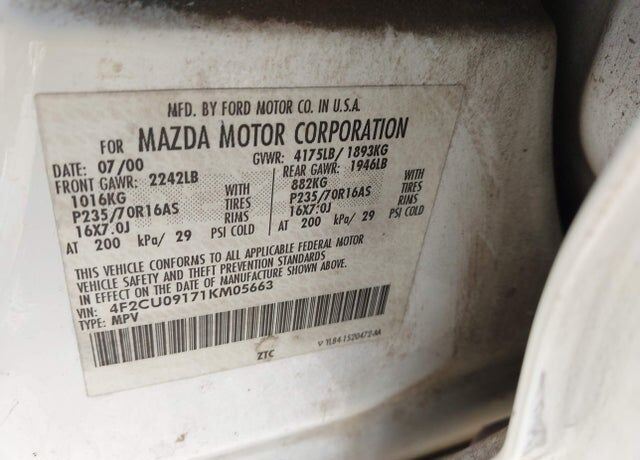 MFD. BY FORD MOTOR CO. IN U.S.A.
FOR MAZDA MOTOR CORPORATION
DATE: 07/00 GVWR: 4175LB/ 1893KG
FRONT GAWR: 2242LB REAR GAWR: 1946LB
1016KG WITH 882KG WITH
P235/70R16AS TIRES P235/70R16AS TIRES
16X7.0J RIMS 16X7.0J RIMS
AT 200 kPa/ 29 PSI COLD AT 200 kPa/ 29 PSI COLD
THIS VEHICLE CONFORMS TO ALL APPLICABLE FEDERAL MOTOR
VEHICLE SAFETY AND THEFT PREVENTION STANDARDS
IN EFFECT ON THE DATE OF MANUFACTURE SHOWN ABOVE.
VIN: 4F2CU09171KM05663
TYPE: MPV
ZTC V YL84-1520472-AA